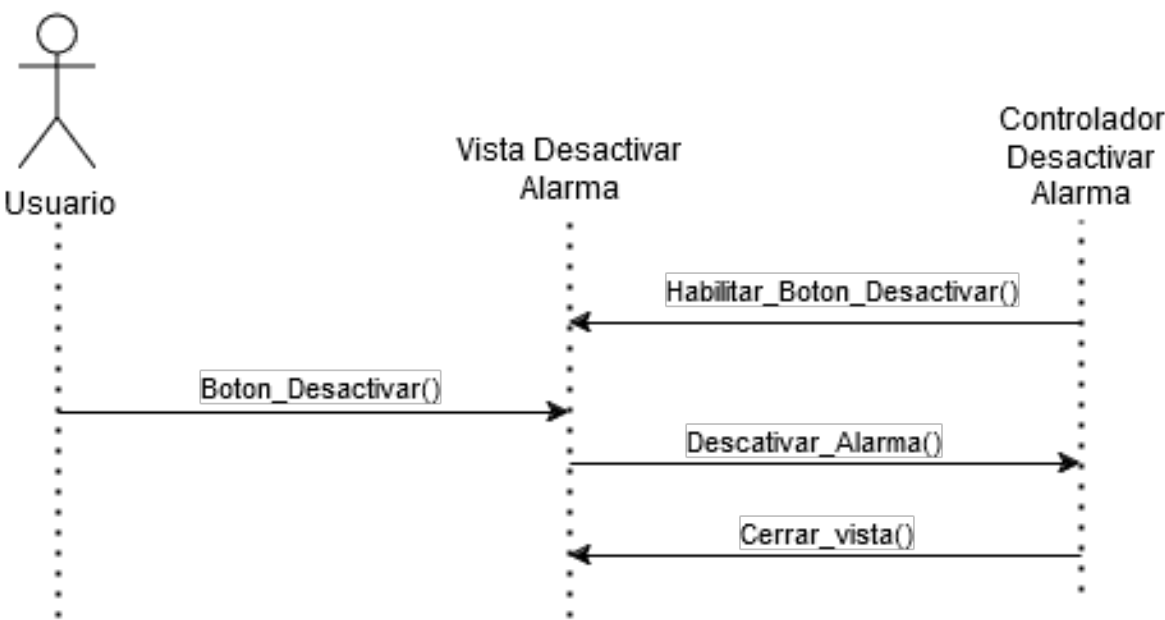 Usuario
Vista Desactivar
Alarma
Controlador
Desactivar
Alarma
Habilitar_Boton_Desactivar()
Boton_Desactivar()
Descativar_Alarma()
Cerrar_vista()